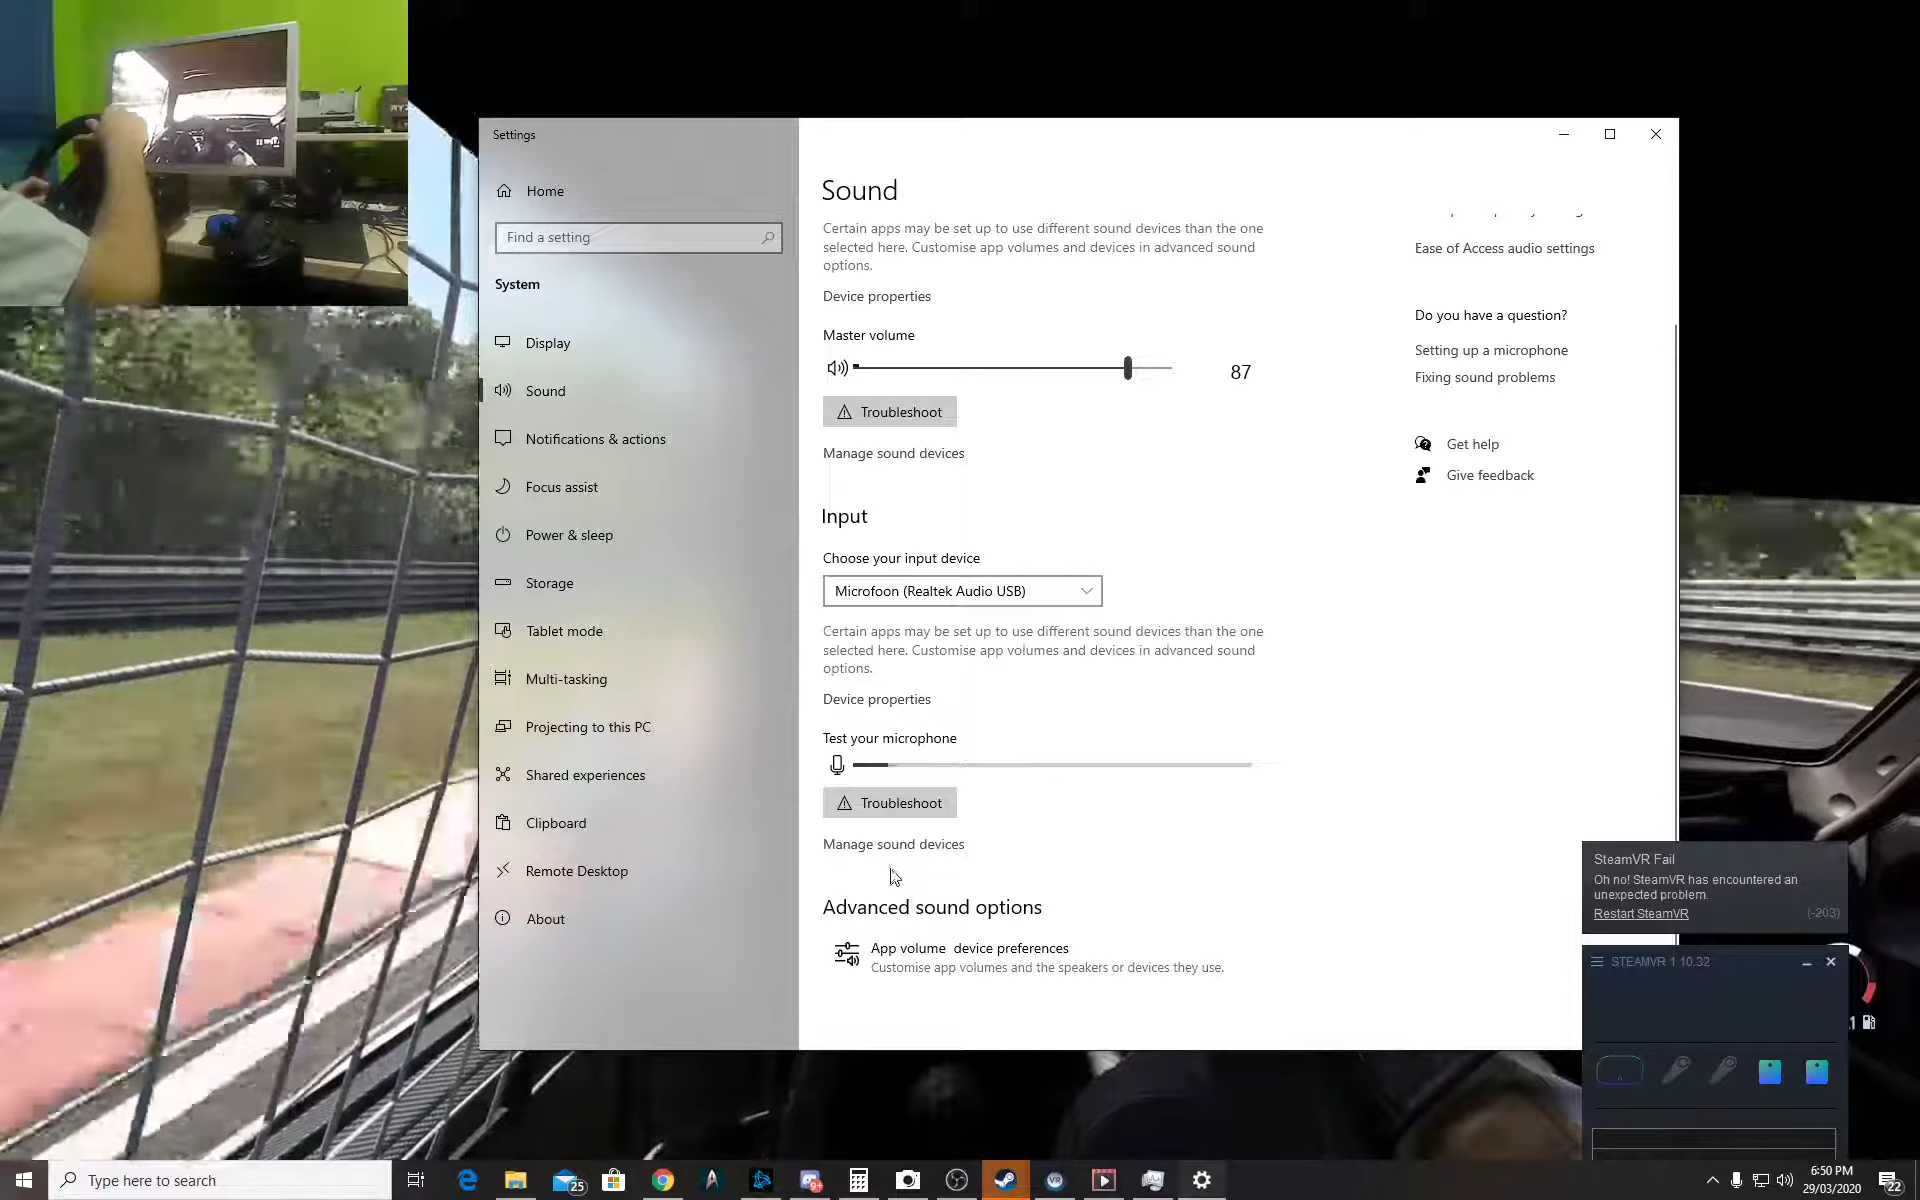 Settings
Home
Find a setting
System
Display
Sound
Notifications & actions
Focus assist
Power & sleep
Storage
Tablet mode
Multi-tasking
Projecting to this PC
Shared experiences
Clipboard
Remote Desktop
About
Sound
Certain apps may be set up to use different sound devices than the one
selected here. Customise app volumes and devices in advanced sound
options.
Device properties
Master volume
87
Troubleshoot
Manage sound devices
Input
Choose your input device
Microfoon (Realtek Audio USB)
Certain apps may be set up to use different sound devices than the one
selected here. Customise app volumes and devices in advanced sound
options.
Device properties
Test your microphone
Troubleshoot
Manage sound devices
Advanced sound options
App volume device preferences
Customise app volumes and the speakers or devices they use.
Ease of Access audio settings
Do you have a question?
Setting up a microphone
Fixing sound problems
Get help
Give feedback
SteamVR Fail
Oh no! SteamVR has encountered an
unexpected problem.
Restart SteamVR (-203)
STEAMVR 1 10.32
Type here to search
25
9+
VR
6:50 PM
29/03/2020
22